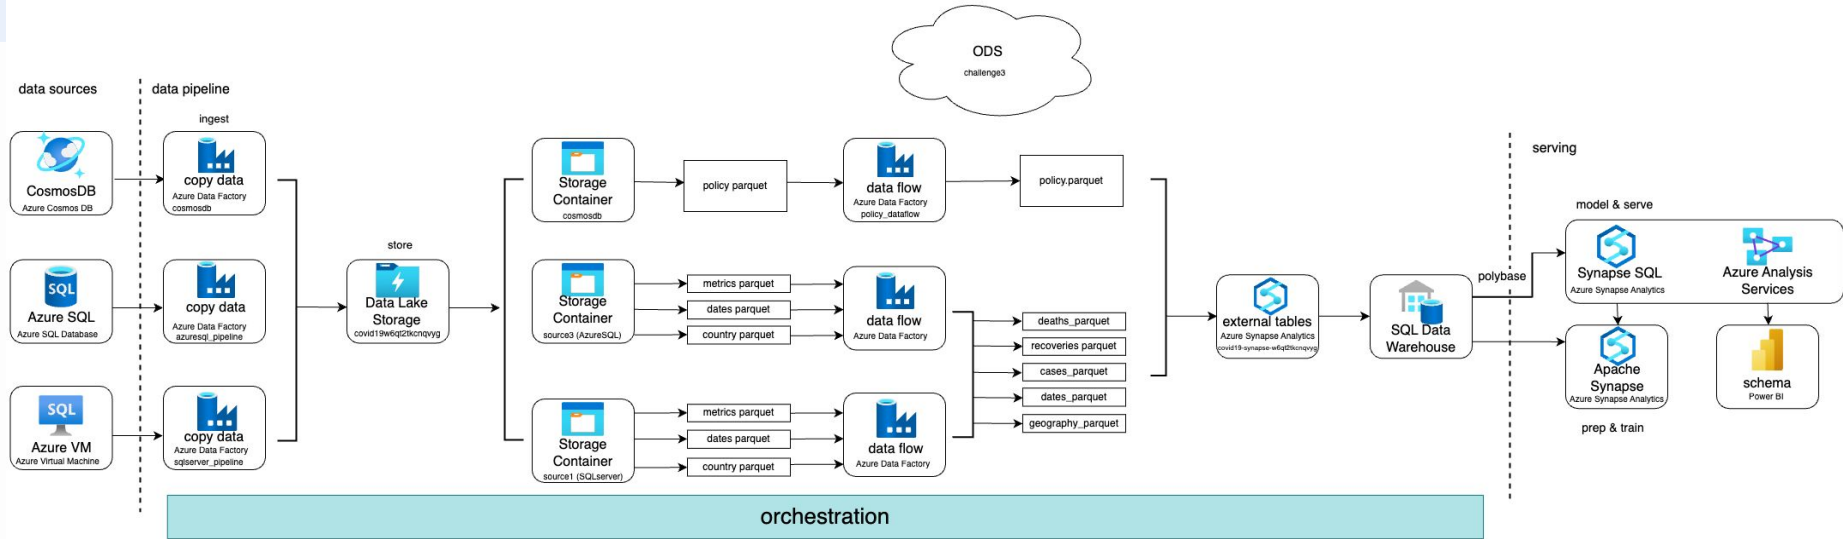 ODS
challenge3
data sources
data pipeline
ingest
CosmosDB
Azure Cosmos DB
copy data
Azure Data Factory
cosmosdb
Azure SQL
Azure SQL Database
copy data
Azure Data Factory
azuresql_pipeline
Azure VM
Azure Virtual Machine
copy data
Azure Data Factory
sqlserver_pipeline
store
Data Lake
Storage
covid19w6qt2tkcnqvyg
Storage
Container
cosmosdb
policy parquet
data flow
Azure Data Factory
policy_dataflow
policy.parquet
Storage
Container
source3 (AzureSQL)
metrics parquet
dates parquet
country parquet
data flow
Azure Data Factory
Storage
Container
source1 (SQLserver)
metrics parquet
dates parquet
country parquet
data flow
Azure Data Factory
deaths_parquet
recoveries parquet
cases_parquet
dates_parquet
geography_parquet
external tables
Azure Synapse Analytics
covid19-synapse-w6qt2tkcnqvyg
SQL Data
Warehouse
polybase
serving
model & serve
Synapse SQL
Azure Synapse Analytics
Azure Analysis
Services
Apache
Synapse
Azure Synapse Analytics
schema
Power BI
prep & train
orchestration
SQL
SQL